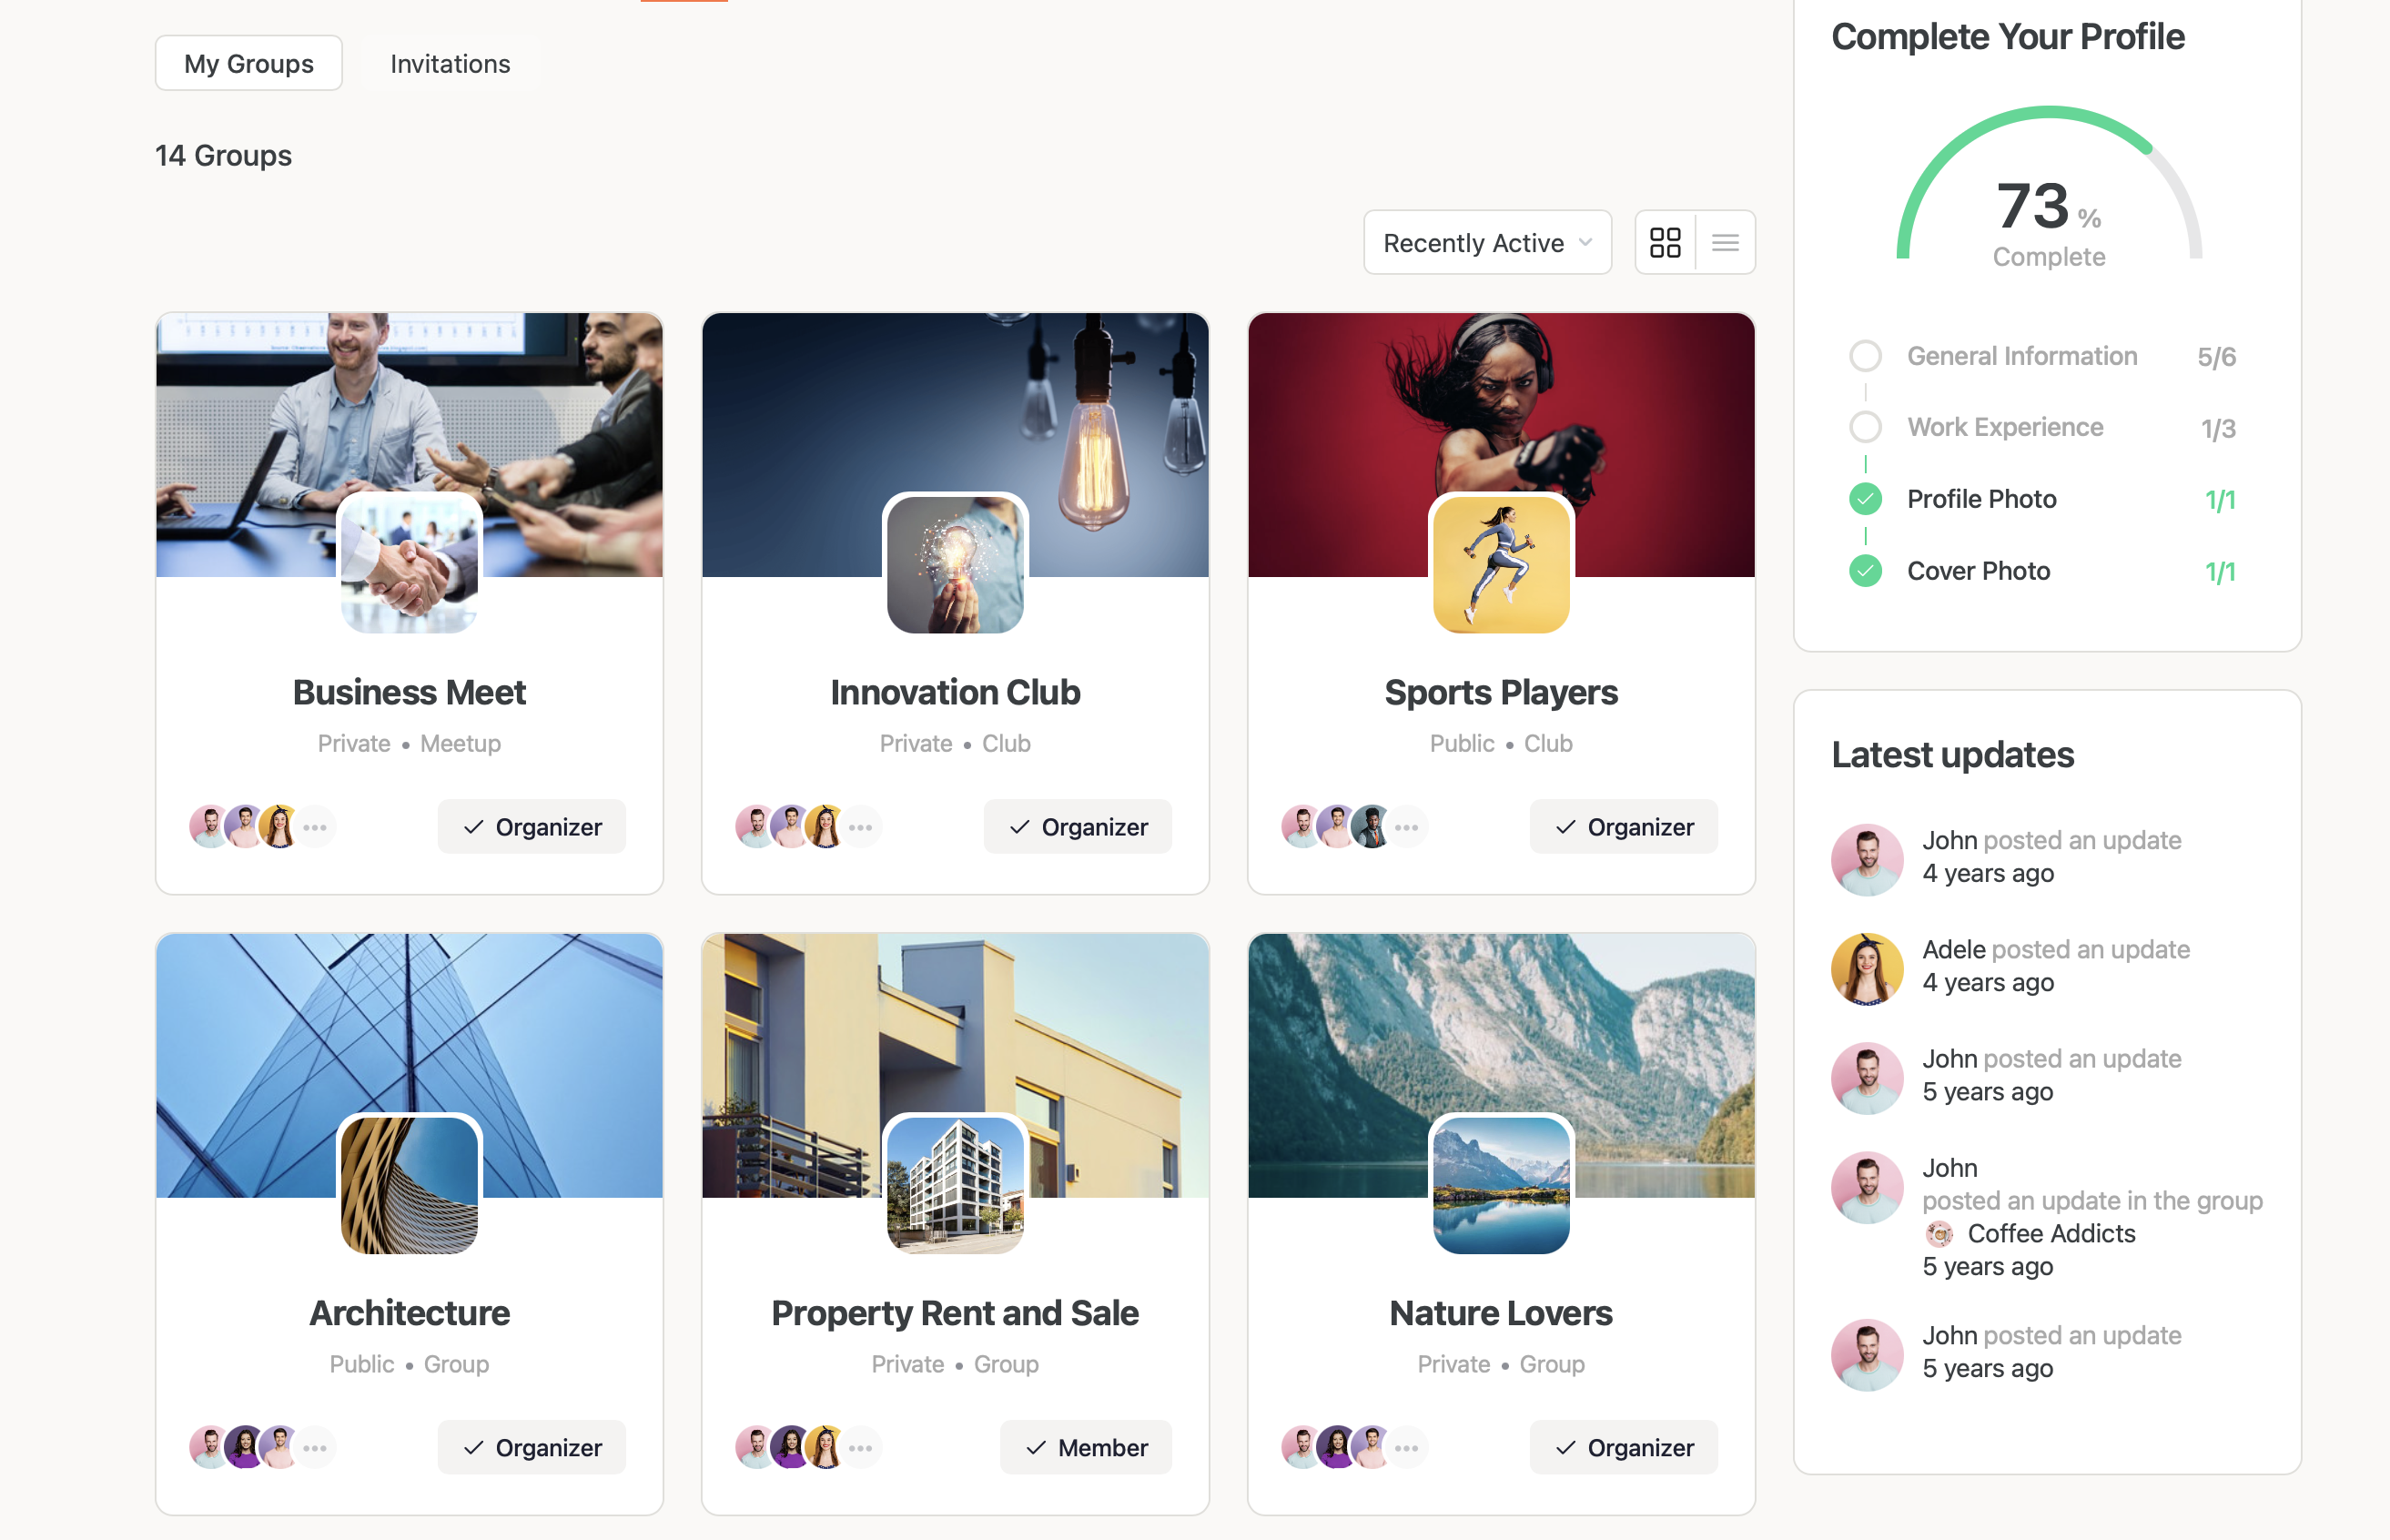 My Groups
Invitations
14 Groups
Recently Active
Business Meet
Private • Meetup
Organizer
Innovation Club
Private • Club
Organizer
Sports Players
Public • Club
Organizer
Architecture
Public • Group
Organizer
Property Rent and Sale
Private • Group
Member
Nature Lovers
Private • Group
Organizer
Complete Your Profile
73 %
Complete
General Information 5/6
Work Experience 1/3
Profile Photo 1/1
Cover Photo 1/1
Latest updates
John posted an update
4 years ago
Adele posted an update
4 years ago
John posted an update
5 years ago
John
posted an update in the group
Coffee Addicts
5 years ago
John posted an update
5 years ago